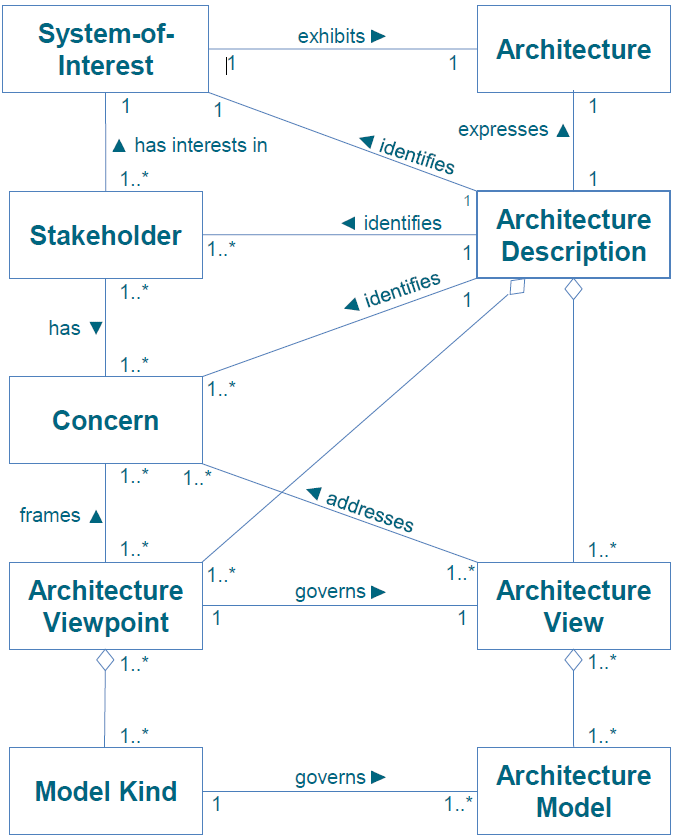 System-of-
Interest
exhibits ►
Architecture
1
1
1
1
1
▲ has interests in
expresses ▲
◄ identifies
1..*
1
1
Stakeholder
◄ identifies
Architecture
Description
1..*
1
1..*
◄ identifies
1
has ▼
1..*
1..*
Concern
1..*
1..*
frames ▲
◄ addresses
1..*
1..*
1..*
1..*
Architecture
Viewpoint
governs ►
Architecture
View
1
1
1..*
1..*
1..*
1..*
Model Kind
governs ►
Architecture
Model
1
1..*